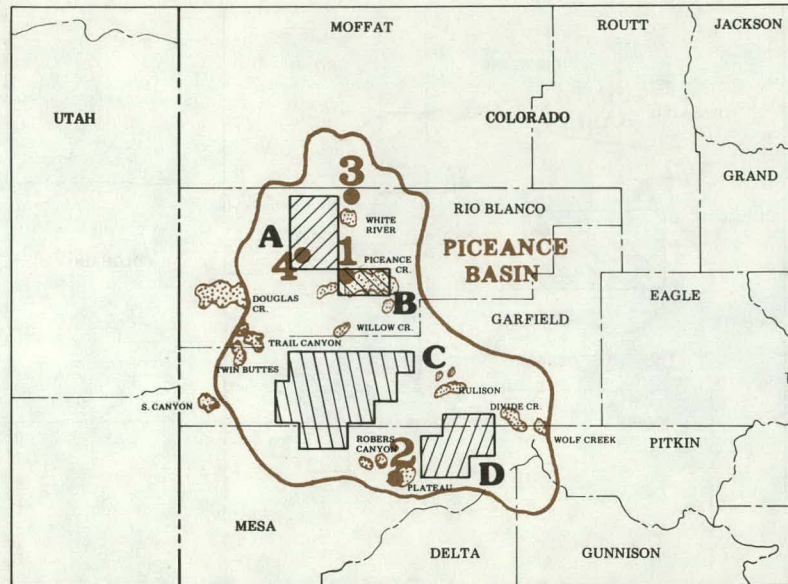 MOFFAT
ROUTT
JACKSON
UTAH
COLORADO
GRAND
3
WHITE
RIVER
RIO BLANCO
A
1
4
PICEANCE
CR.
PICEANCE
BASIN
B
DOUGLAS
CR.
EAGLE
WILLOW CR.
GARFIELD
TRAIL CANYON
TWIN BUTTES
C
RULISON
S. CANYON
DIVIDE CR.
WOLF CREEK
PITKIN
ROBERS
CANYON
2
PLATEAU
D
MESA
DELTA
GUNNISON